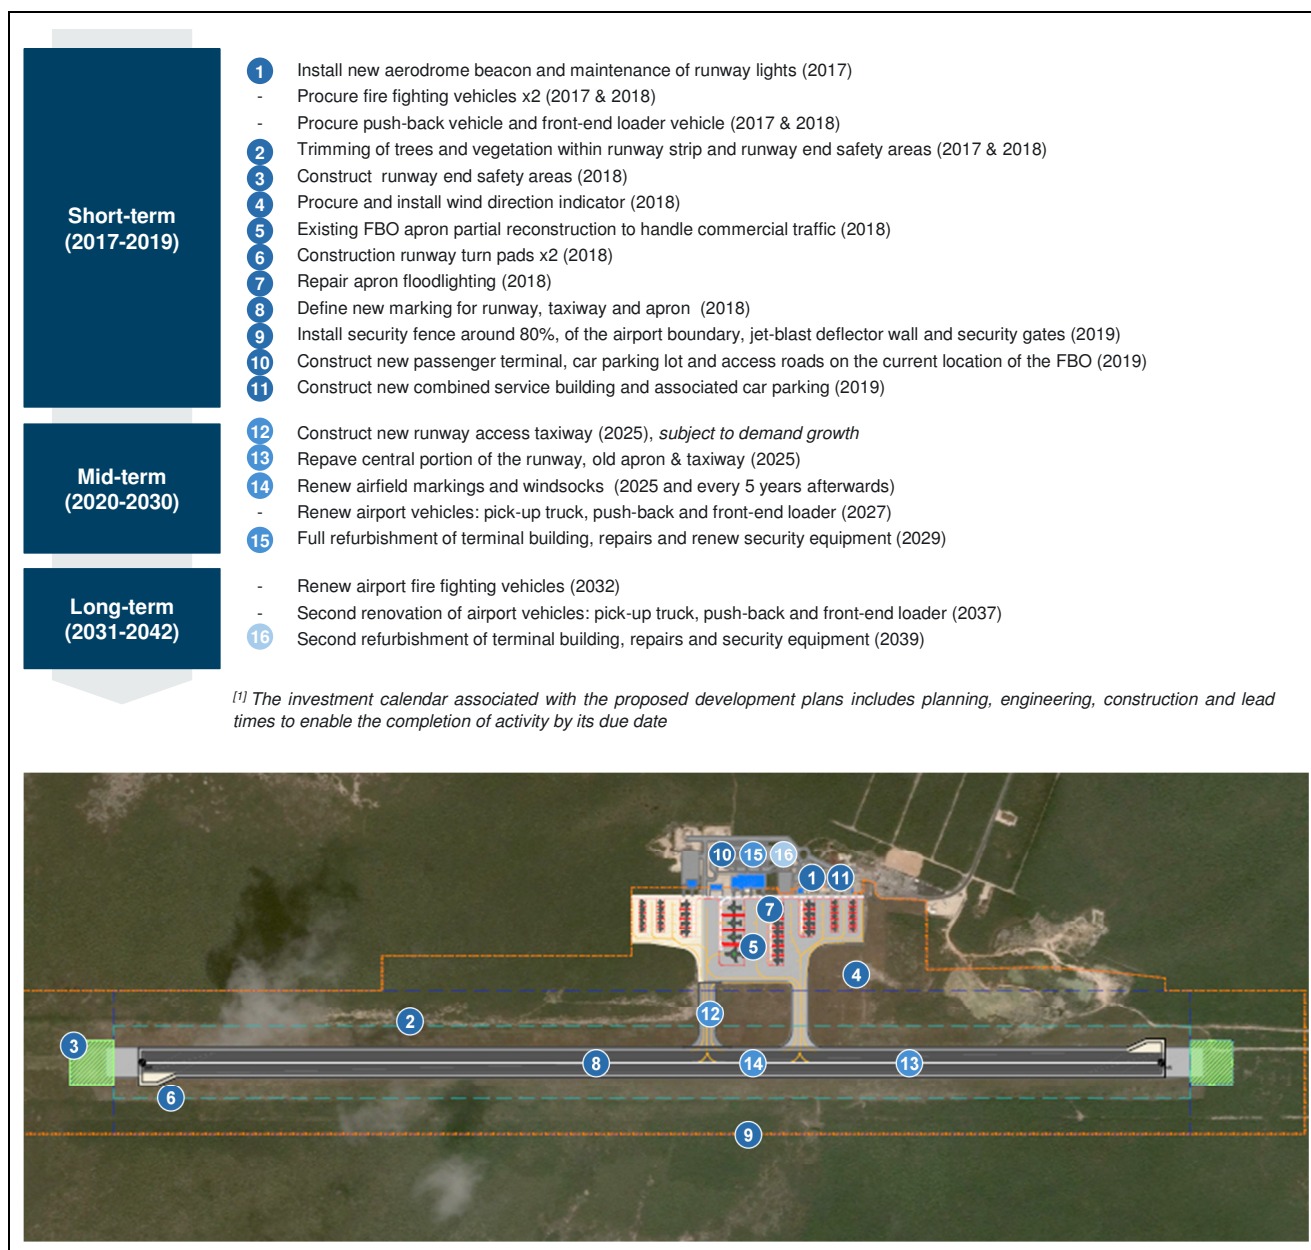 Short-term
(2017-2019)
1 Install new aerodrome beacon and maintenance of runway lights (2017)
- Procure fire fighting vehicles x2 (2017 & 2018)
- Procure push-back vehicle and front-end loader vehicle (2017 & 2018)
2 Trimming of trees and vegetation within runway strip and runway end safety areas (2017 & 2018)
3 Construct runway end safety areas (2018)
4 Procure and install wind direction indicator (2018)
5 Existing FBO apron partial reconstruction to handle commercial traffic (2018)
6 Construction runway turn pads x2 (2018)
7 Repair apron floodlighting (2018)
8 Define new marking for runway, taxiway and apron (2018)
9 Install security fence around 80%, of the airport boundary, jet-blast deflector wall and security gates (2019)
10 Construct new passenger terminal, car parking lot and access roads on the current location of the FBO (2019)
11 Construct new combined service building and associated car parking (2019)
Mid-term
(2020-2030)
12 Construct new runway access taxiway (2025), subject to demand growth
13 Repave central portion of the runway, old apron & taxiway (2025)
14 Renew airfield markings and windsocks (2025 and every 5 years afterwards)
- Renew airport vehicles: pick-up truck, push-back and front-end loader (2027)
15 Full refurbishment of terminal building, repairs and renew security equipment (2029)
Long-term
(2031-2042)
- Renew airport fire fighting vehicles (2032)
- Second renovation of airport vehicles: pick-up truck, push-back and front-end loader (2037)
16 Second refurbishment of terminal building, repairs and security equipment (2039)
[1] The investment calendar associated with the proposed development plans includes planning, engineering, construction and lead
times to enable the completion of activity by its due date
10 15 16
1 11
7
5
4
12
2
3
8 14 13
6
9